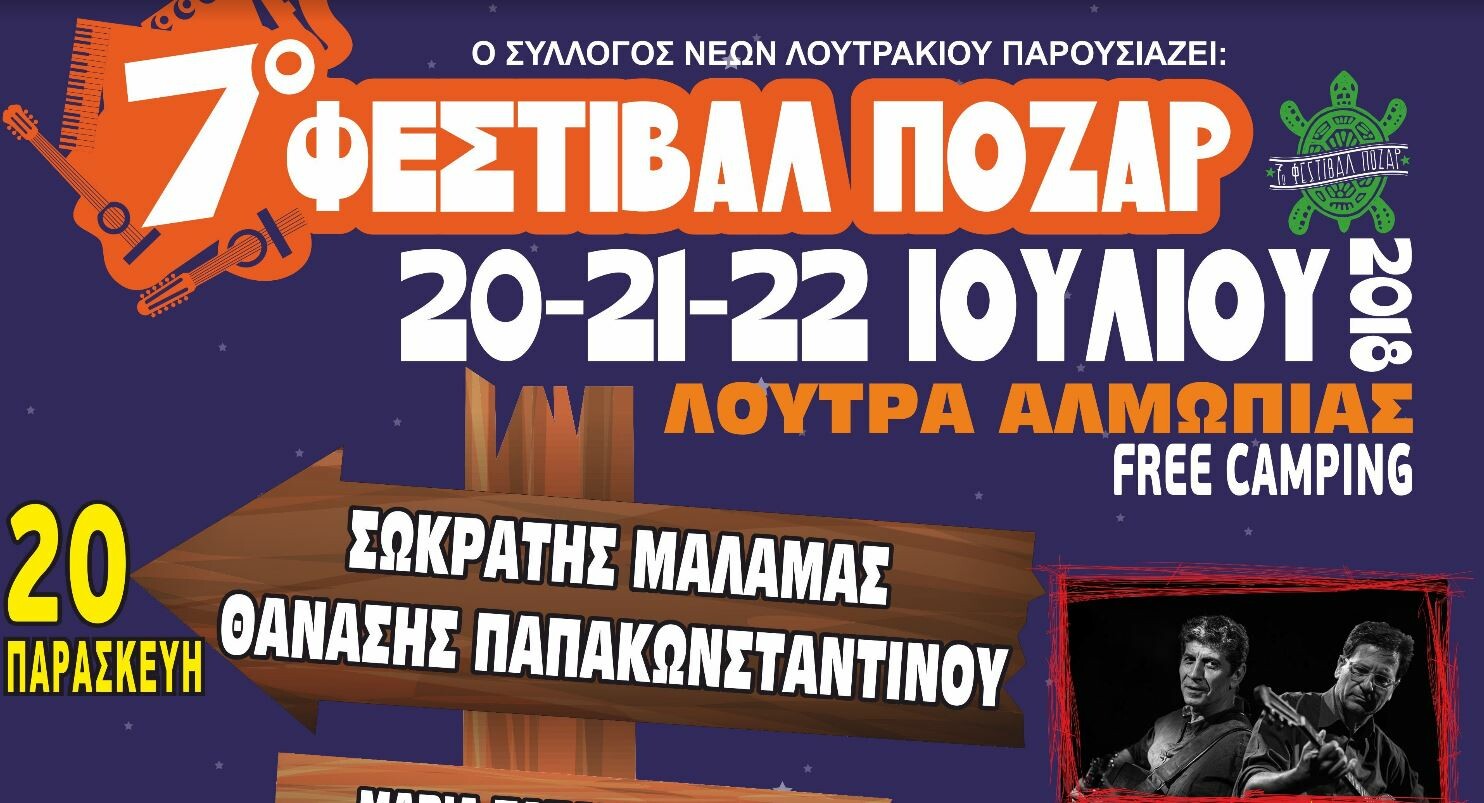 Ο ΣΥΛΛΟΓΟΣ ΝΕΩΝ ΛΟΥΤΡΑΚΙΟΥ ΠΑΡΟΥΣΙΑΖΕΙ:
7ο ΦΕΣΤΙΒΑΛ ΠΟΖΑΡ
7ο ΦΕΣΤΙΒΑΛ ΠΟΖΑΡ
20-21-22 ΙΟΥΛΙΟΥ 2018
ΛΟΥΤΡΑ ΑΛΜΩΠΙΑΣ
FREE CAMPING
20
ΠΑΡΑΣΚΕΥΗ
ΣΩΚΡΑΤΗΣ ΜΑΛΑΜΑΣ
ΘΑΝΑΣΗΣ ΠΑΠΑΚΩΝΣΤΑΝΤΙΝΟΥ